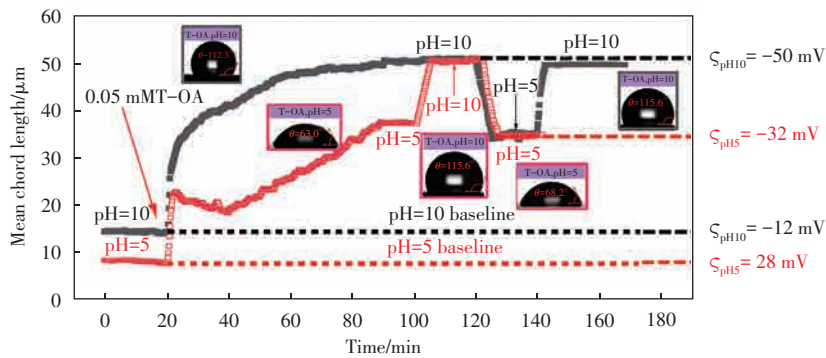 Mean chord length/μm
60
50
40
30
20
10
0
0.05 mMT-OA
T-OA,pH=10
θ=112.3°
T-OA,pH=5
θ=63.0°
pH=10
pH=10
pH=10
pH=5
pH=5
pH=5
T-OA,pH=10
θ=115.6°
T-OA,pH=5
θ=68.2°
T-OA,pH=10
θ=115.6°
pH=10
pH=5
pH=10 baseline
pH=5 baseline
ςpH10= −50 mV
ςpH5= −32 mV
ςpH10= −12 mV
ςpH5= 28 mV
0 20 40 60 80 100 120 140 160 180
Time/min